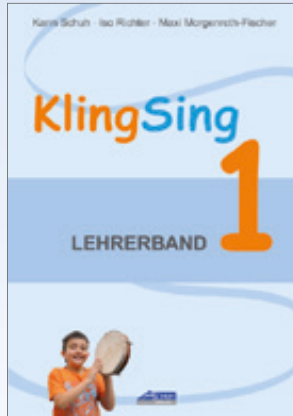 Karin Schuh · Iso Richter · Maxi Morgenroth-Fischer
KlingSing
LEHRERBAND 1